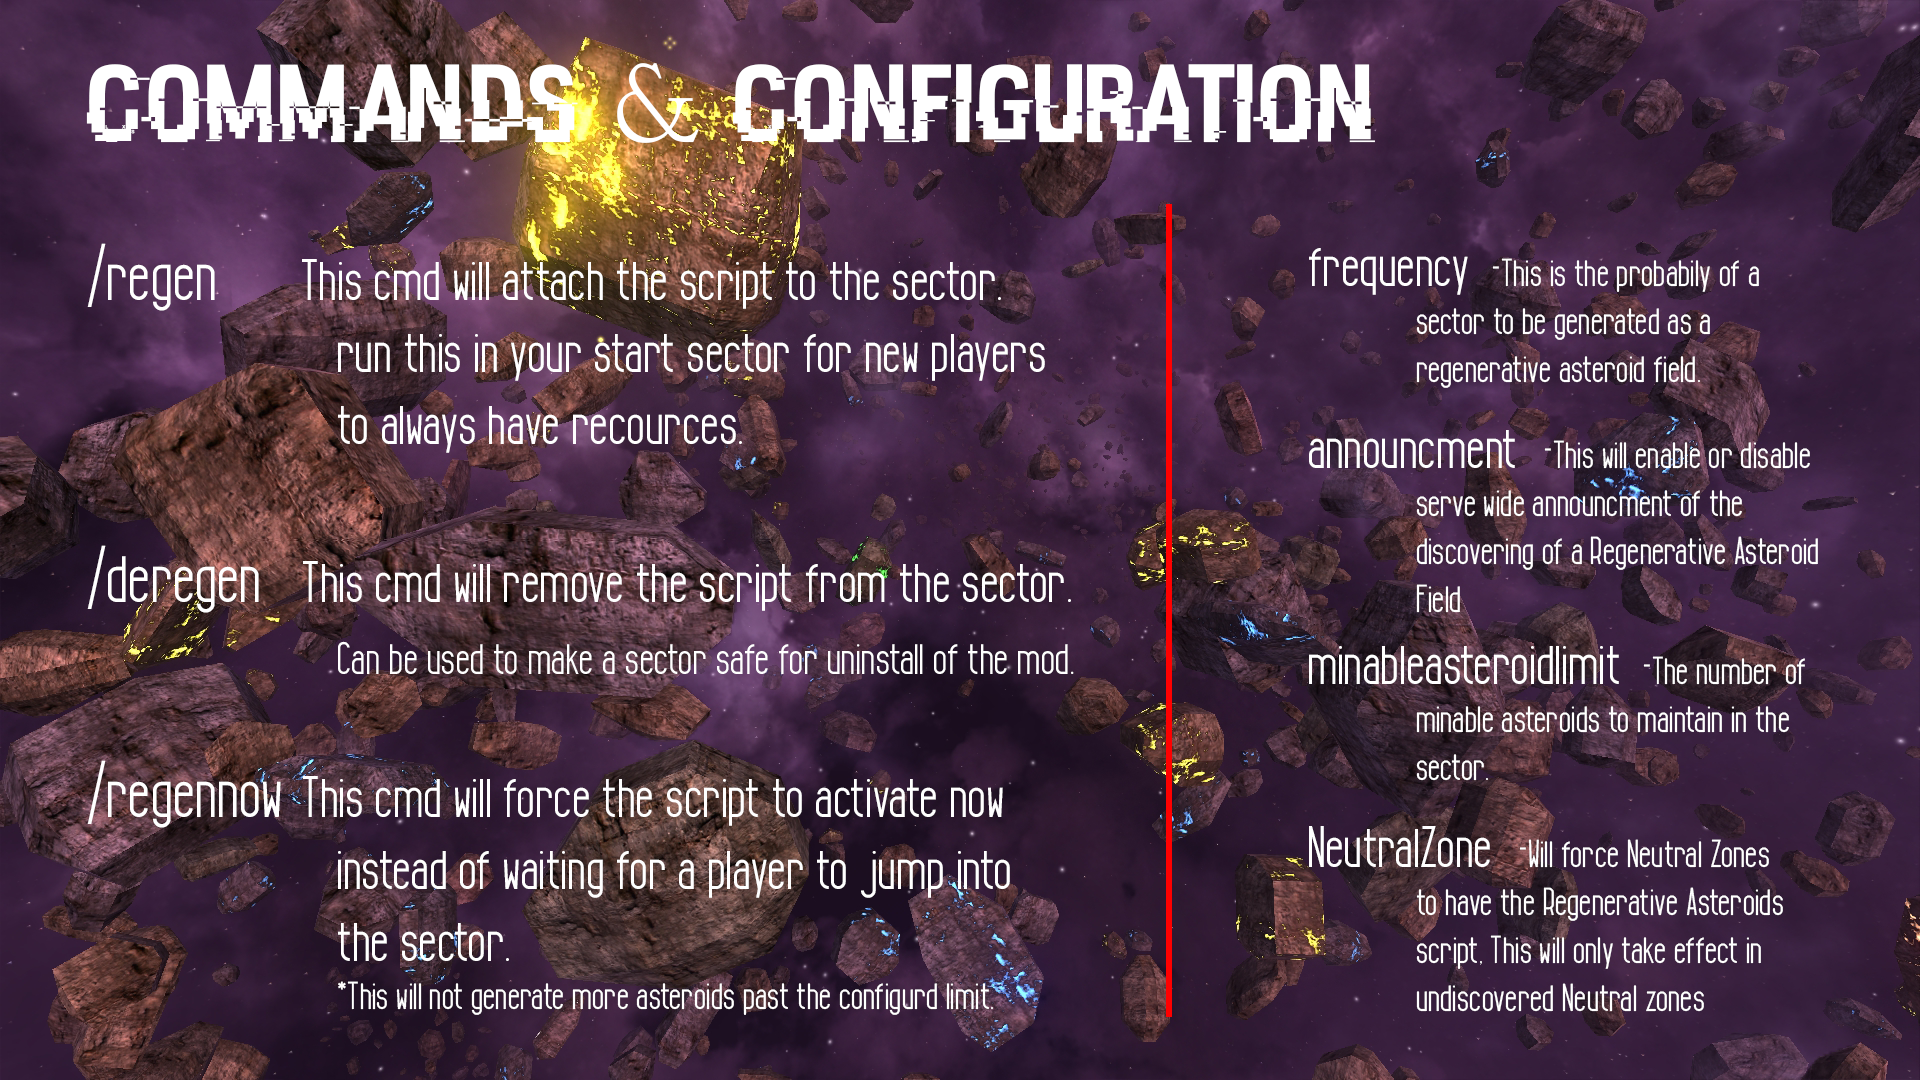 COMMANDS & CONFIGURATION
/regen This cmd will attach the script to the sector.
run this in your start sector for new players
to always have recources.
/deregen This cmd will remove the script from the sector.
Can be used to make a sector safe for uninstall of the mod.
/regennow This cmd will force the script to activate now
instead of waiting for a player to jump into
the sector.
*This will not generate more asteroids past the configurd limit.
frequency -This is the probabily of a
sector to be generated as a
regenerative asteroid field.
announcment -This will enable or disable
serve wide announcment of the
discovering of a Regenerative Asteroid
Field
minableasteroidlimit -The number of
minable asteroids to maintain in the
sector.
NeutralZone -Will force Neutral Zones
to have the Regenerative Asteroids
script, This will only take effect in
undiscovered Neutral zones